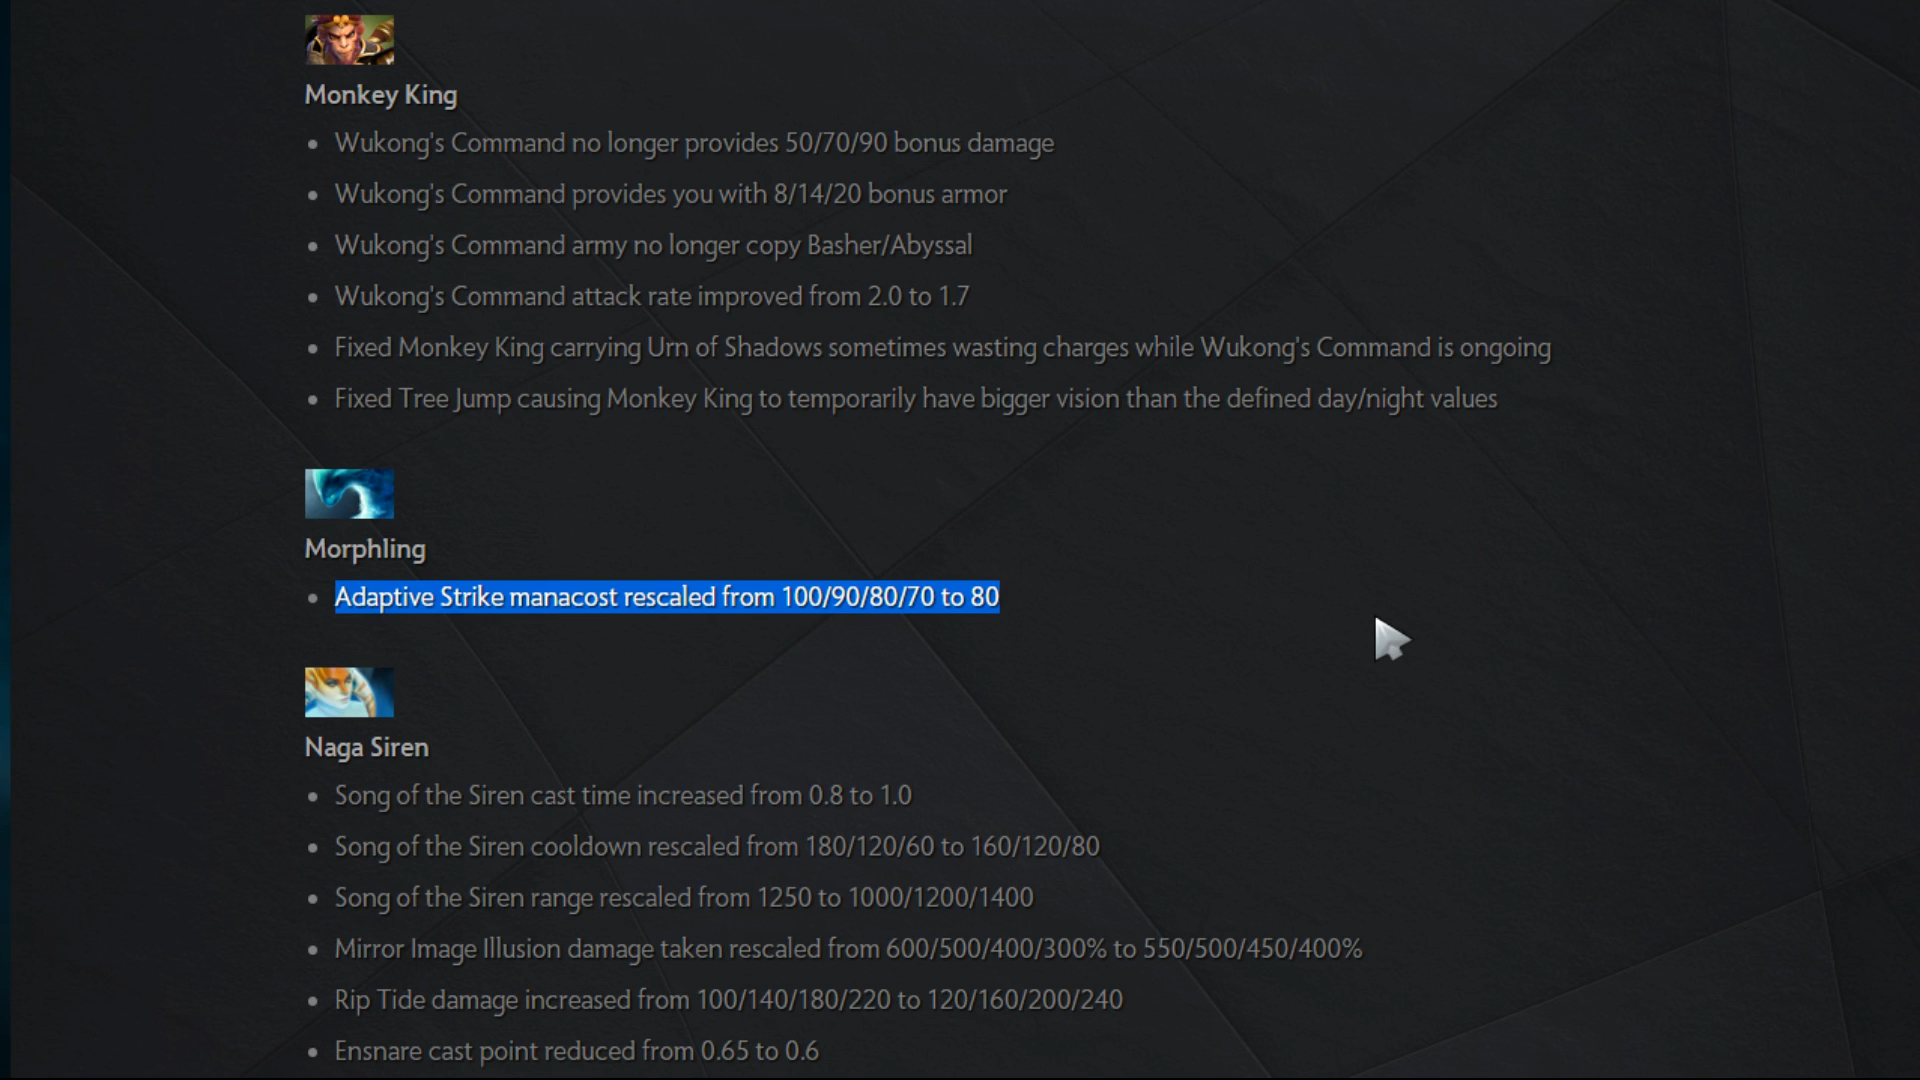 Monkey King
• Wukong's Command no longer provides 50/70/90 bonus damage
• Wukong's Command provides you with 8/14/20 bonus armor
• Wukong's Command army no longer copy Basher/Abyssal
• Wukong's Command attack rate improved from 2.0 to 1.7
• Fixed Monkey King carrying Urn of Shadows sometimes wasting charges while Wukong's Command is ongoing
• Fixed Tree Jump causing Monkey King to temporarily have bigger vision than the defined day/night values
Morphling
• Adaptive Strike manacost rescaled from 100/90/80/70 to 80
Naga Siren
• Song of the Siren cast time increased from 0.8 to 1.0
• Song of the Siren cooldown rescaled from 180/120/60 to 160/120/80
• Song of the Siren range rescaled from 1250 to 1000/1200/1400
• Mirror Image Illusion damage taken rescaled from 600/500/400/300% to 550/500/450/400%
• Rip Tide damage increased from 100/140/180/220 to 120/160/200/240
• Ensnare cast point reduced from 0.65 to 0.6